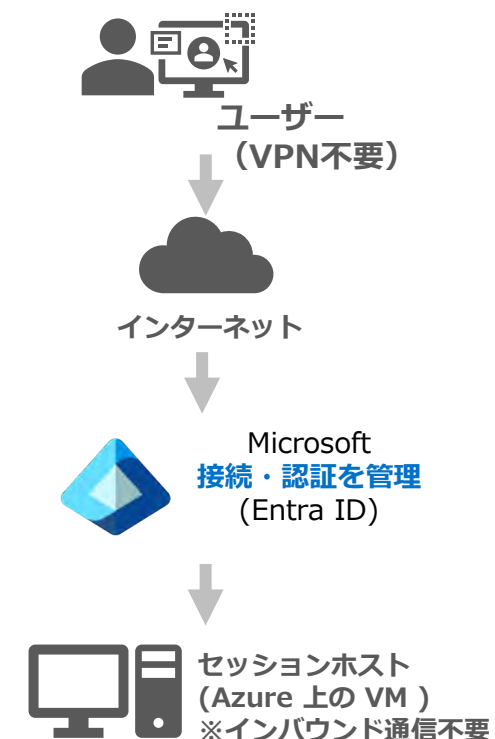 ユーザー
（VPN不要）
インターネット
Microsoft
接続・認証を管理
(Entra ID)
セッションホスト
(Azure 上の VM )
※インバウンド通信不要